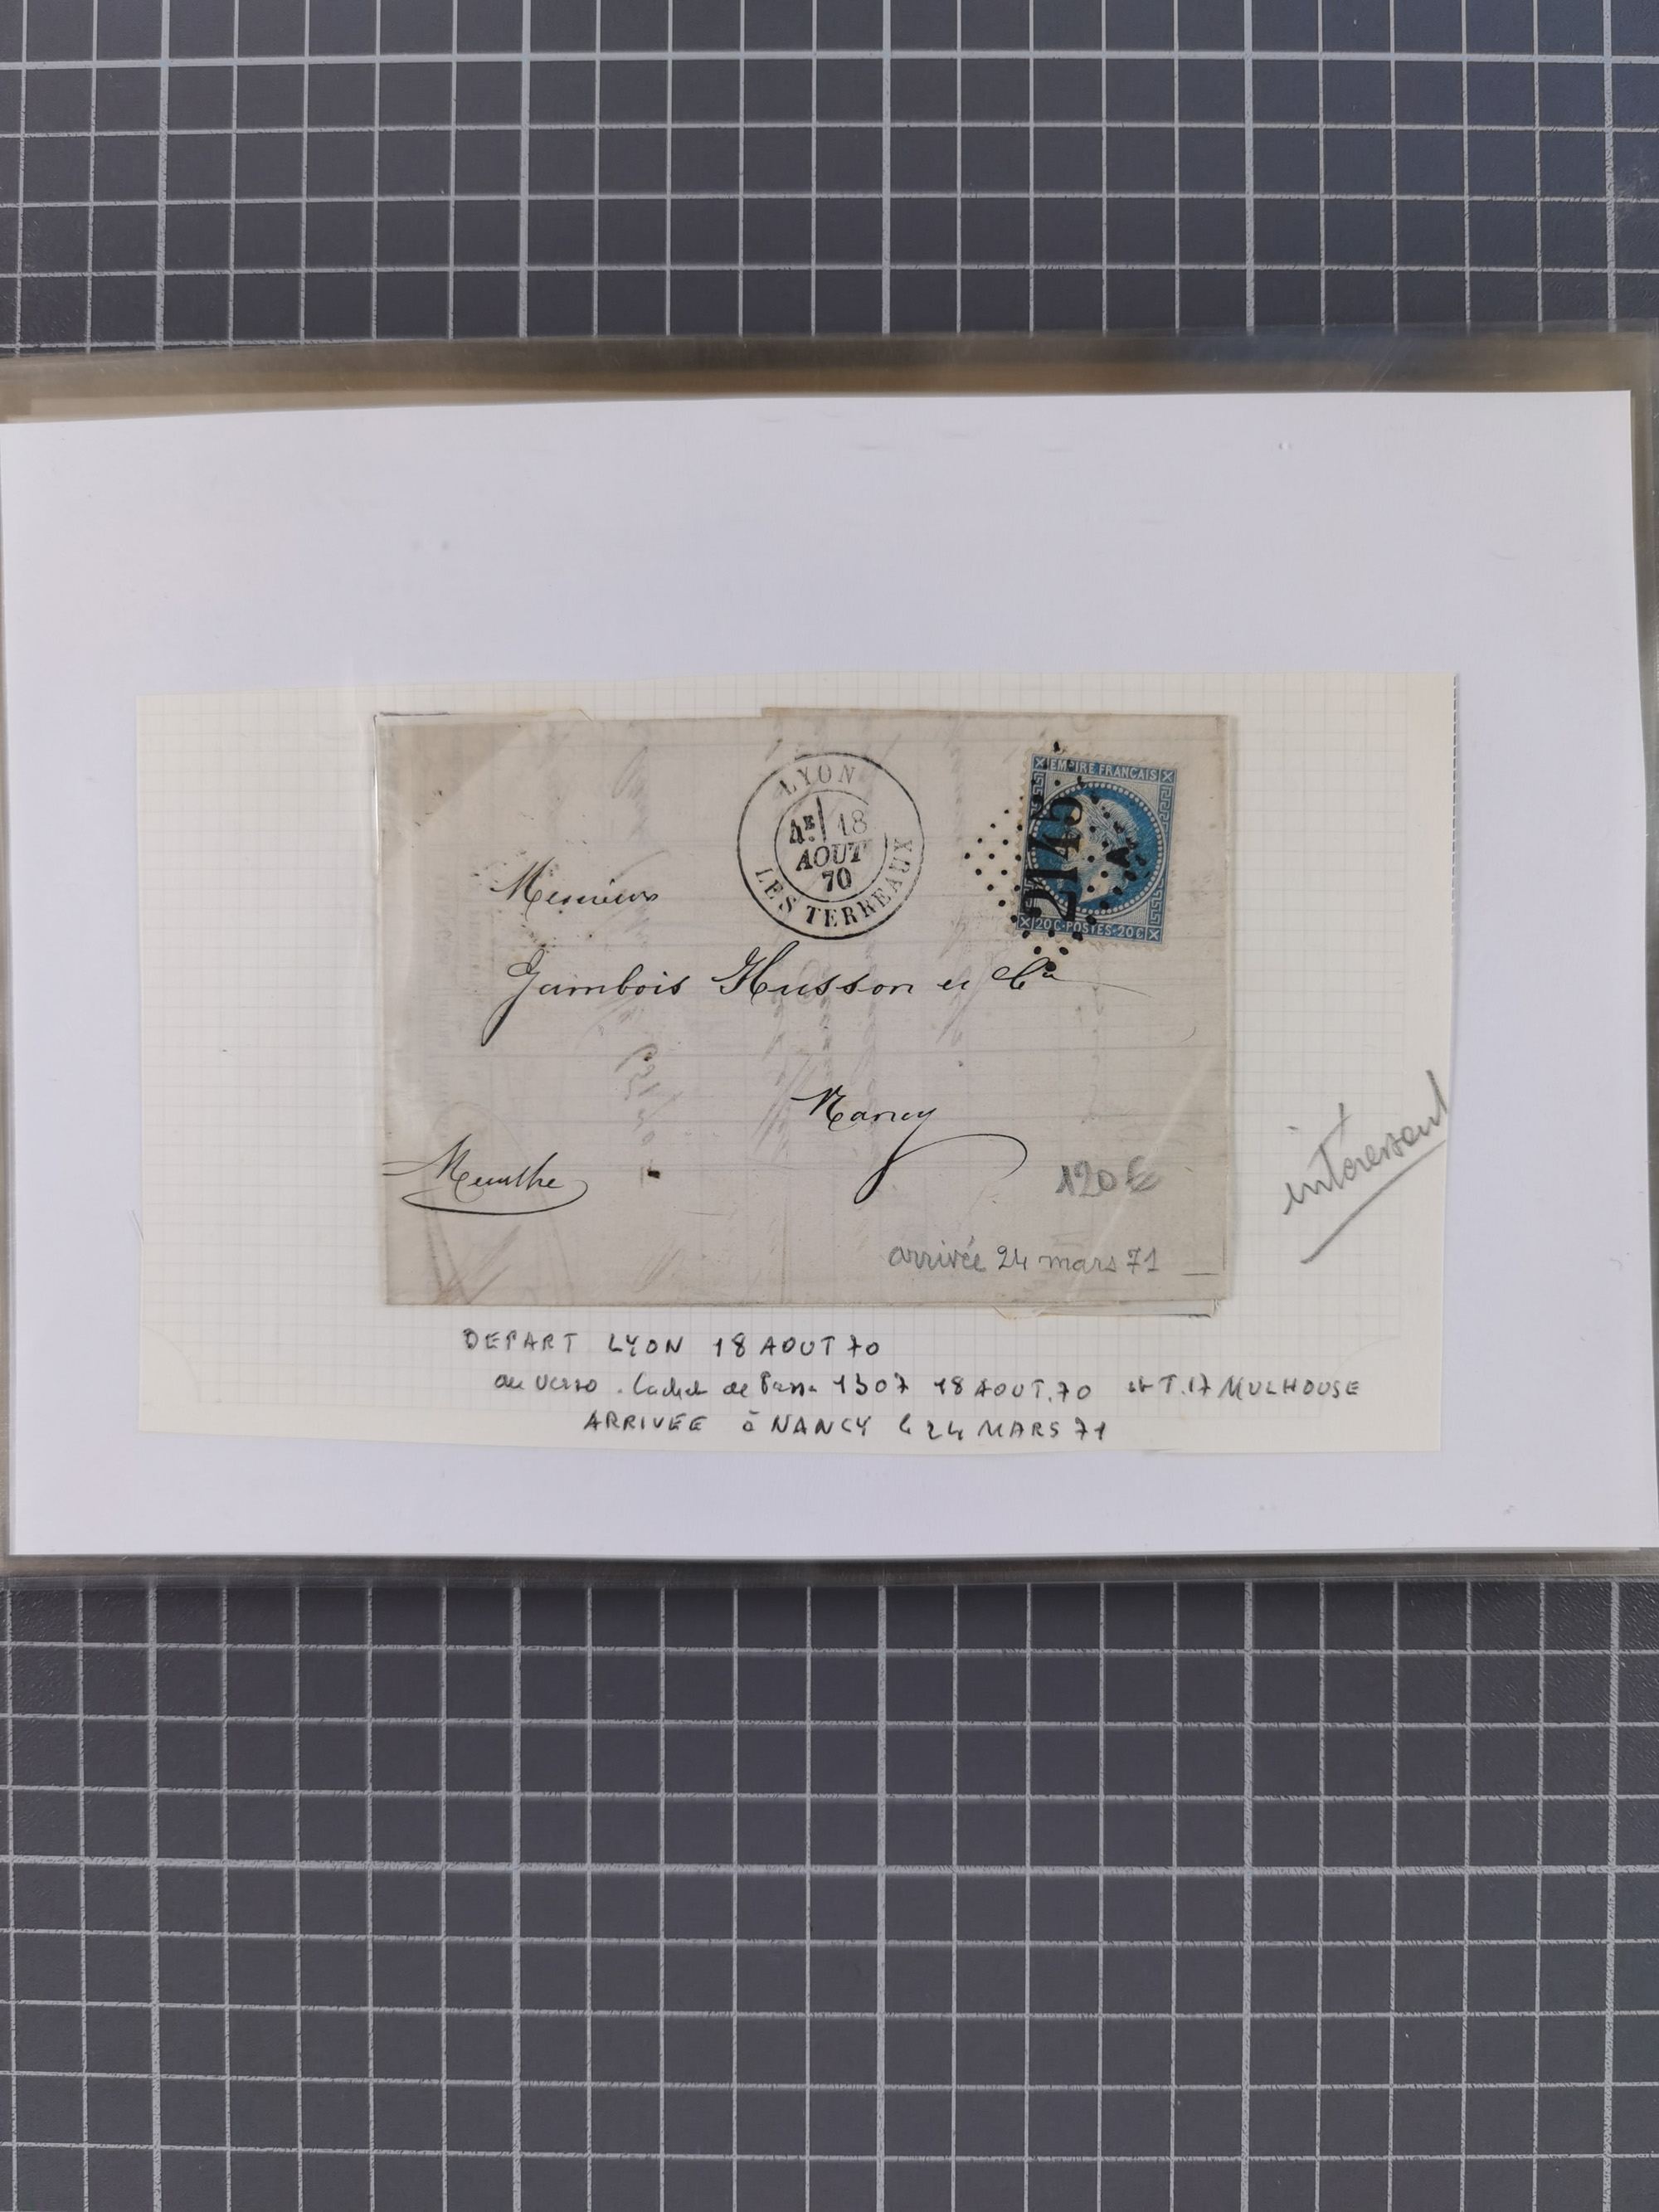 LYON
4E 18
AOUT
70
LES TERREAUX
EMPIRE FRANCAIS
2145
A
20 C · POSTES · 20 C
Messieurs
Gambois Husson et Cie
Nancy
Meurthe
120 €
arrivée 24 mars 71
intéressant
DEPART LYON 18 AOUT 70
au verso . Cachet de Passe 1307 18 AOUT.70 et T.17 MULHOUSE
ARRIVEE à NANCY le 24 MARS 71